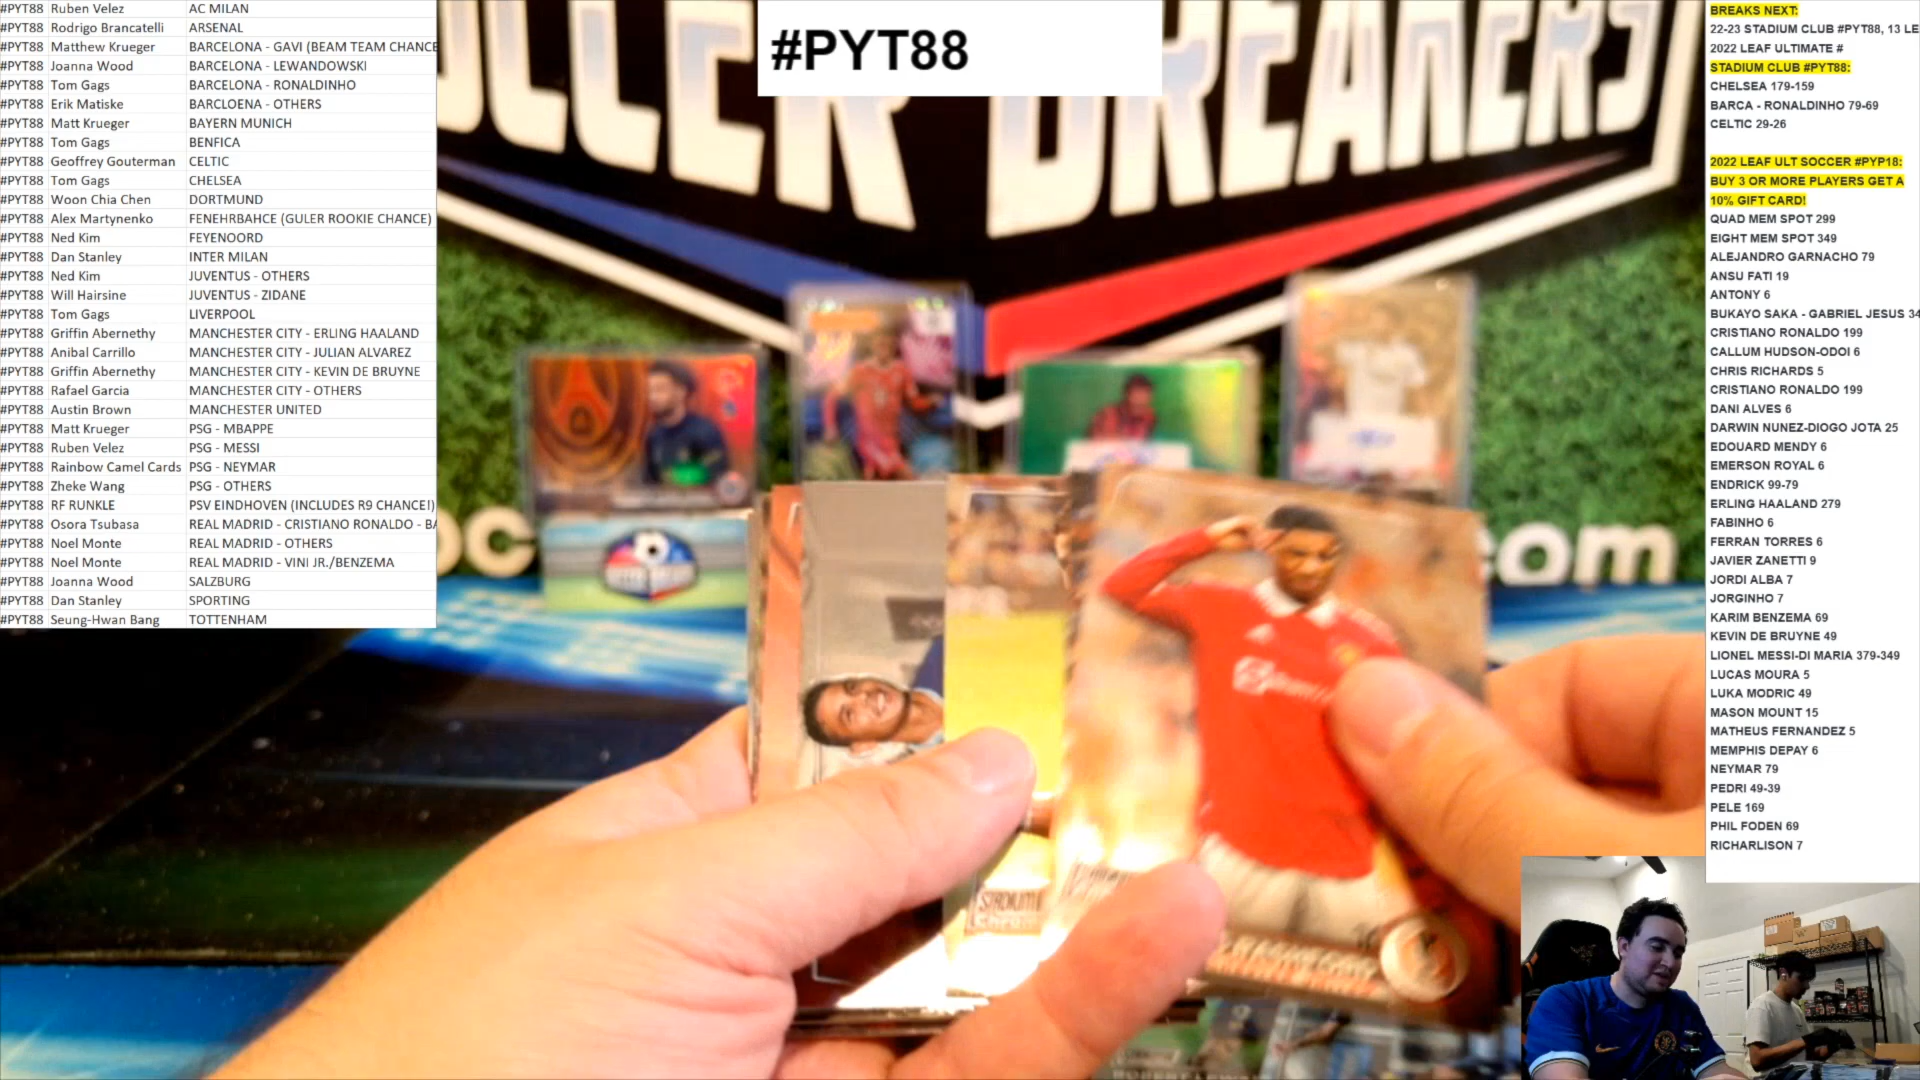 #PYT88 Ruben Velez AC MILAN
#PYT88 Rodrigo Brancatelli ARSENAL
#PYT88 Matthew Krueger BARCELONA - GAVI (BEAM TEAM CHANCE
#PYT88 Joanna Wood BARCELONA - LEWANDOWSKI
#PYT88 Tom Gags BARCELONA - RONALDINHO
#PYT88 Erik Matiske BARCLOENA - OTHERS
#PYT88 Matt Krueger BAYERN MUNICH
#PYT88 Tom Gags BENFICA
#PYT88 Geoffrey Gouterman CELTIC
#PYT88 Tom Gags CHELSEA
#PYT88 Woon Chia Chen DORTMUND
#PYT88 Alex Martynenko FENEHRBAHCE (GULER ROOKIE CHANCE)
#PYT88 Ned Kim FEYENOORD
#PYT88 Dan Stanley INTER MILAN
#PYT88 Ned Kim JUVENTUS - OTHERS
#PYT88 Will Hairsine JUVENTUS - ZIDANE
#PYT88 Tom Gags LIVERPOOL
#PYT88 Griffin Abernethy MANCHESTER CITY - ERLING HAALAND
#PYT88 Anibal Carrillo MANCHESTER CITY - JULIAN ALVAREZ
#PYT88 Griffin Abernethy MANCHESTER CITY - KEVIN DE BRUYNE
#PYT88 Rafael Garcia MANCHESTER CITY - OTHERS
#PYT88 Austin Brown MANCHESTER UNITED
#PYT88 Matt Krueger PSG - MBAPPE
#PYT88 Ruben Velez PSG - MESSI
#PYT88 Rainbow Camel Cards PSG - NEYMAR
#PYT88 Zheke Wang PSG - OTHERS
#PYT88 RF RUNKLE PSV EINDHOVEN (INCLUDES R9 CHANCE!)
#PYT88 Osora Tsubasa REAL MADRID - CRISTIANO RONALDO - BA
#PYT88 Noel Monte REAL MADRID - OTHERS
#PYT88 Noel Monte REAL MADRID - VINI JR./BENZEMA
#PYT88 Joanna Wood SALZBURG
#PYT88 Dan Stanley SPORTING
#PYT88 Seung-Hwan Bang TOTTENHAM
#PYT88
OCCER BREAKERS
oc
.com
STADIUM
BREAKS NEXT:
22-23 STADIUM CLUB #PYT88, 13 LE
2022 LEAF ULTIMATE #
STADIUM CLUB #PYT88:
CHELSEA 179-159
BARCA - RONALDINHO 79-69
CELTIC 29-26
2022 LEAF ULT SOCCER #PYP18:
BUY 3 OR MORE PLAYERS GET A
10% GIFT CARD!
QUAD MEM SPOT 299
EIGHT MEM SPOT 349
ALEJANDRO GARNACHO 79
ANSU FATI 19
ANTONY 6
BUKAYO SAKA - GABRIEL JESUS 34
CRISTIANO RONALDO 199
CALLUM HUDSON-ODOI 6
CHRIS RICHARDS 5
CRISTIANO RONALDO 199
DANI ALVES 6
DARWIN NUNEZ-DIOGO JOTA 25
EDOUARD MENDY 6
EMERSON ROYAL 6
ENDRICK 99-79
ERLING HAALAND 279
FABINHO 6
FERRAN TORRES 6
JAVIER ZANETTI 9
JORDI ALBA 7
JORGINHO 7
KARIM BENZEMA 69
KEVIN DE BRUYNE 49
LIONEL MESSI-DI MARIA 379-349
LUCAS MOURA 5
LUKA MODRIC 49
MASON MOUNT 15
MATHEUS FERNANDEZ 5
MEMPHIS DEPAY 6
NEYMAR 79
PEDRI 49-39
PELE 169
PHIL FODEN 69
RICHARLISON 7